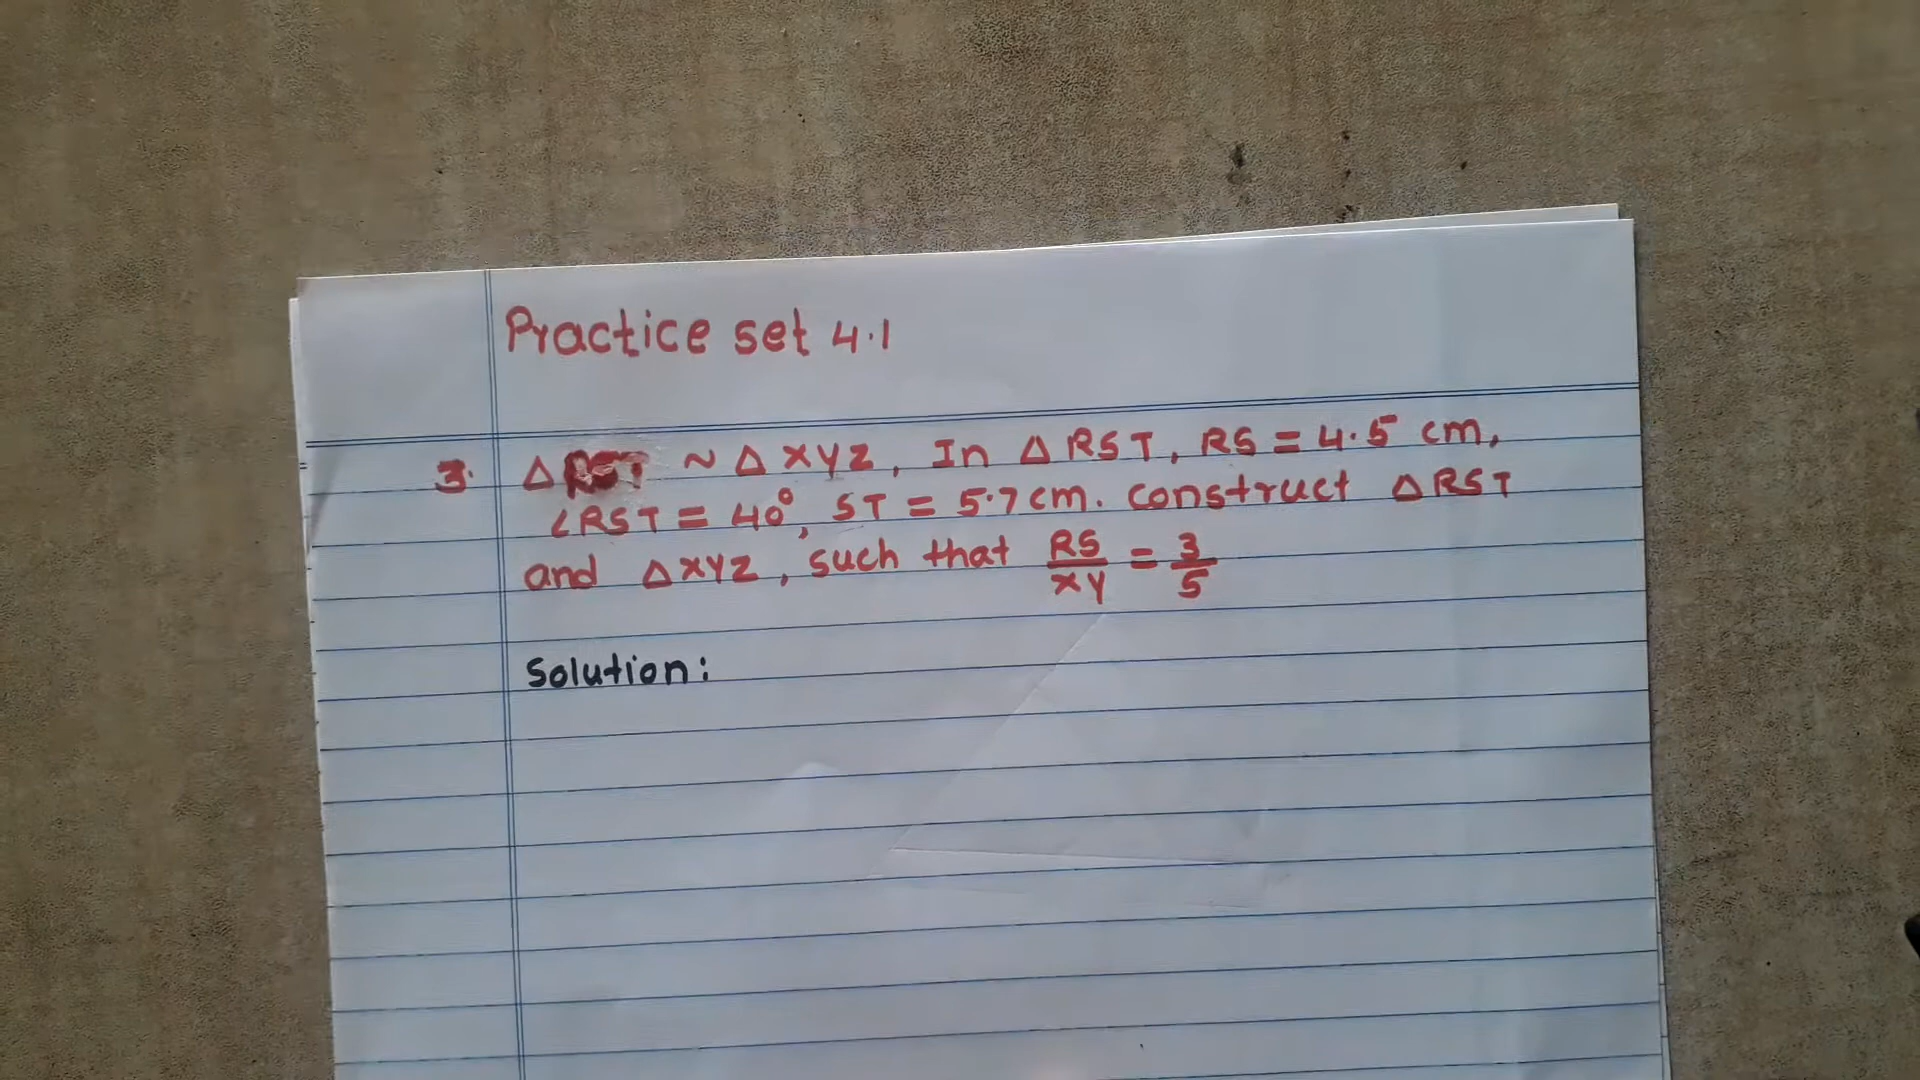 Practice set 4.1
3. △ RST ~ △ XYZ, In △ RST, RS = 4.5 cm,
∠RST = 40°, ST = 5.7 cm. construct △ RST
and △ XYZ, such that RS/XY = 3/5
Solution: